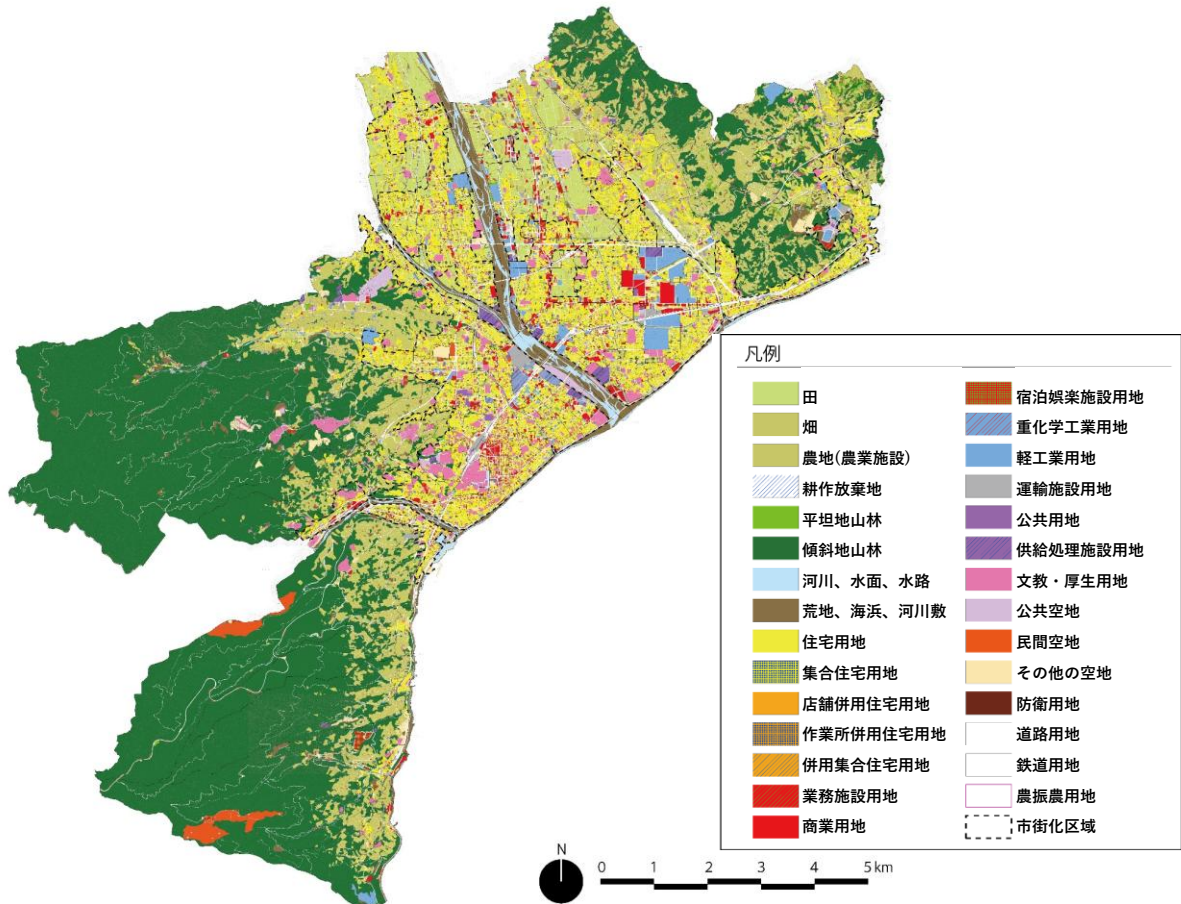 凡例
田
畑
農地(農業施設)
耕作放棄地
平坦地山林
傾斜地山林
河川、水面、水路
荒地、海浜、河川敷
住宅用地
集合住宅用地
店舗併用住宅用地
作業所併用住宅用地
併用集合住宅用地
業務施設用地
商業用地
宿泊娯楽施設用地
重化学工業用地
軽工業用地
運輸施設用地
公共用地
供給処理施設用地
文教・厚生用地
公共空地
民間空地
その他の空地
防衛用地
道路用地
鉄道用地
農振農用地
市街化区域
N
0 1 2 3 4 5km